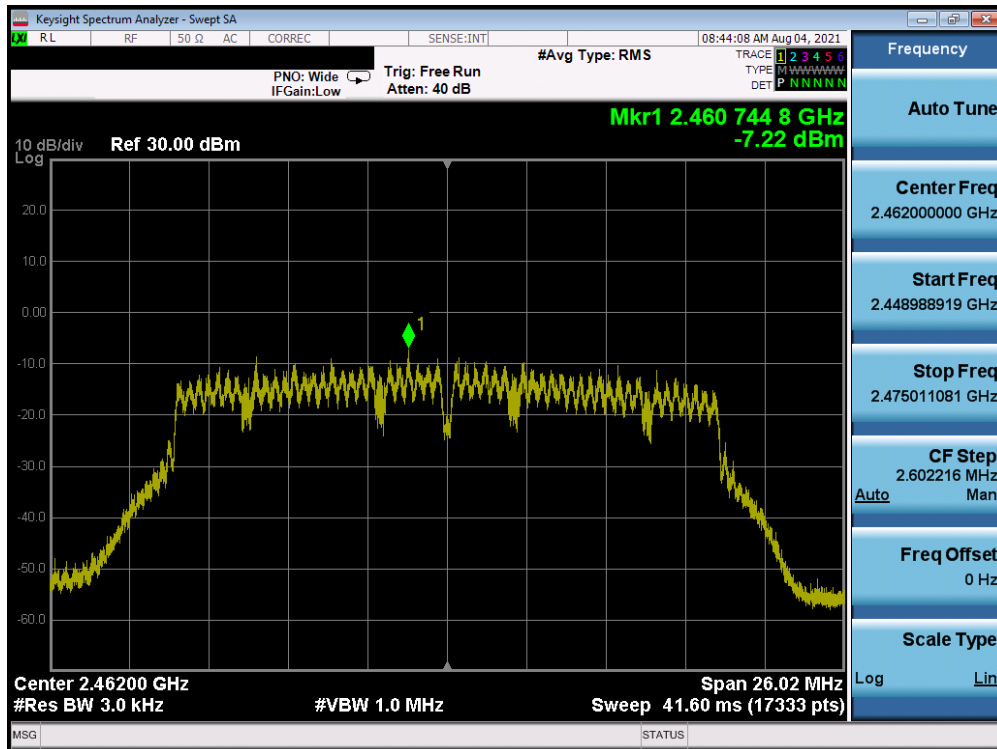 Keysight Spectrum Analyzer - Swept SA
LXI RL RF 50 Ω AC CORREC SENSE:INT 08:44:08 AM Aug 04, 2021
#Avg Type: RMS
TRACE 1 2 3 4 5 6
PNO: Wide Trig: Free Run
TYPE M WWWWW
IFGain:Low Atten: 40 dB
DET P N N N N N
Mkr1 2.460 744 8 GHz
-7.22 dBm
10 dB/div Ref 30.00 dBm
Log
20.0
10.0
0.00
1
-10.0
-20.0
-30.0
-40.0
-50.0
-60.0
Center 2.46200 GHz Span 26.02 MHz
#Res BW 3.0 kHz #VBW 1.0 MHz Sweep 41.60 ms (17333 pts)
MSG STATUS
Frequency
Auto Tune
Center Freq
2.462000000 GHz
Start Freq
2.448988919 GHz
Stop Freq
2.475011081 GHz
CF Step
2.602216 MHz
Auto Man
Freq Offset
0 Hz
Scale Type
Log Lin